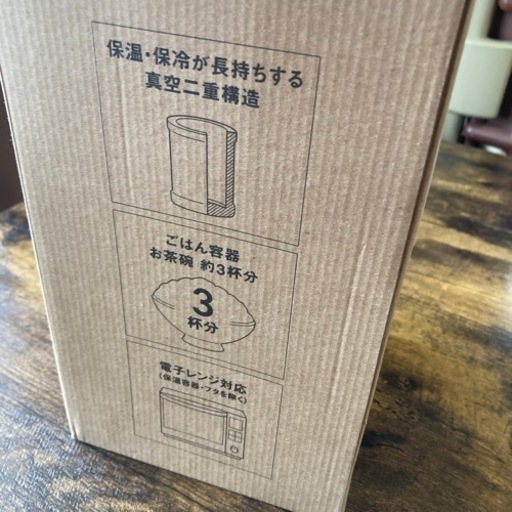 保温・保冷が長持ちする
真空二重構造
ごはん容器
お茶碗 約3杯分
3
杯分
電子レンジ対応
(保温容器・フタを除く)